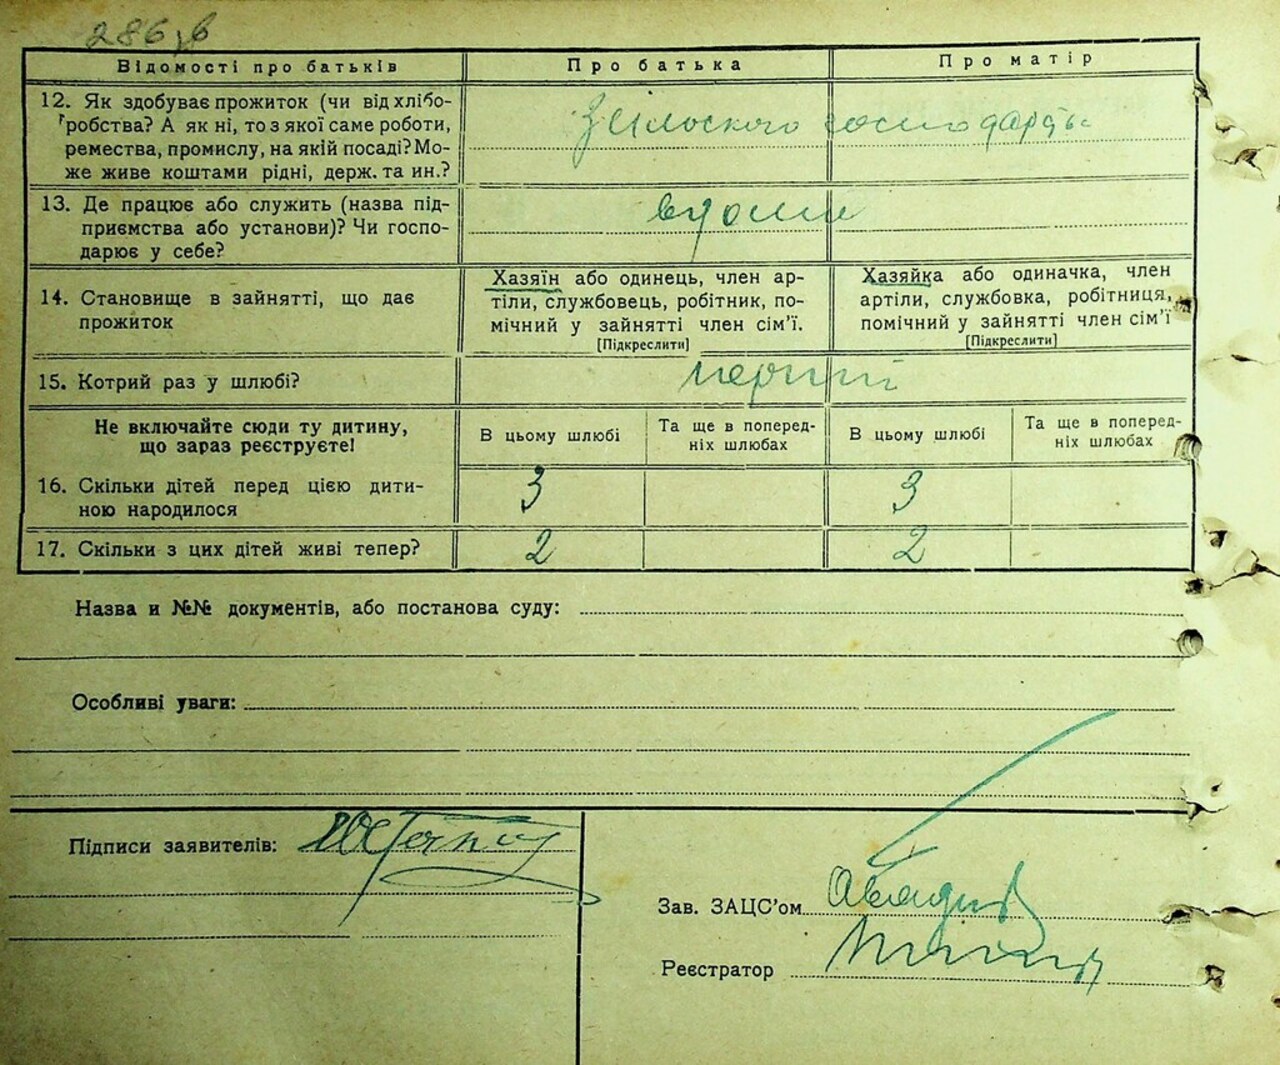 286, б
Відомості про батьків Про батька Про матір
12. Як здобуває прожиток (чи від хлібо-
робства? А як ні, то з якої саме роботи,
ремества, промислу, на якій посаді? Мо-
же живе коштами рідні, держ. та ин.?
з сільского господарства
13. Де працює або служить (назва під-
приємства або установи)? Чи госпо-
дарює у себе?
вдома
14. Становище в зайнятті, що дає
прожиток
Хазяїн або одинець, член ар-
тіли, службовець, робітник, по-
мічний у зайнятті член сім'ї.
[Підкреслити]
Хазяйка або одиначка, член
артіли, службовка, робітниця,
помічний у зайнятті член сім'ї
[Підкреслити]
15. Котрий раз у шлюбі? перший
Не включайте сюди ту дитину,
що зараз реєструєте!
В цьому шлюбі
Та ще в поперед-
ніх шлюбах
В цьому шлюбі
Та ще в поперед-
ніх шлюбах
16. Скільки дітей перед цією дити-
ною народилося
3 3
17. Скільки з цих дітей живі тепер? 2 2
Назва и №№ документів, або постанова суду:
Особливі уваги:
Підписи заявителів:
Зав. ЗАЦС'ом
Реєстратор